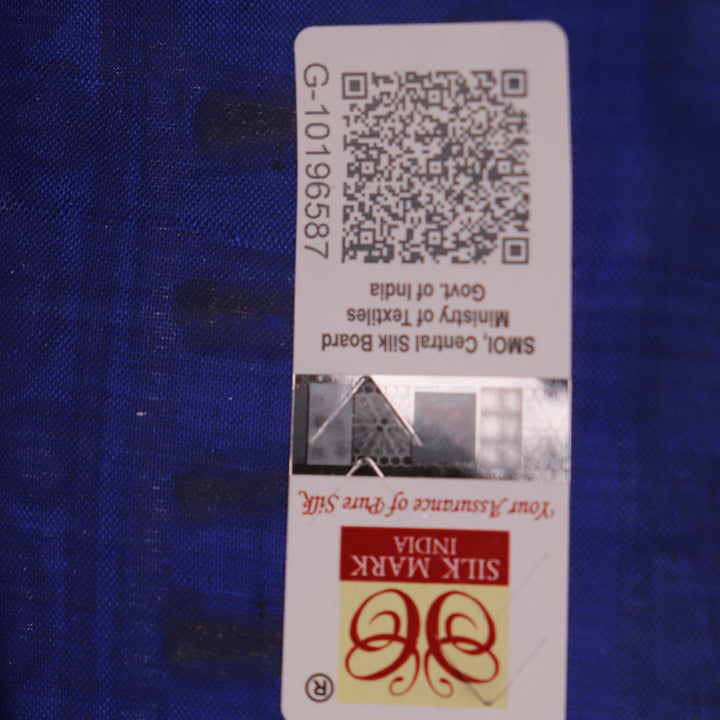 ®
SILK MARK
INDIA
Your Assurance of Pure Silk
SMOI, Central Silk Board
Ministry of Textiles
Govt. of India
G-10196587